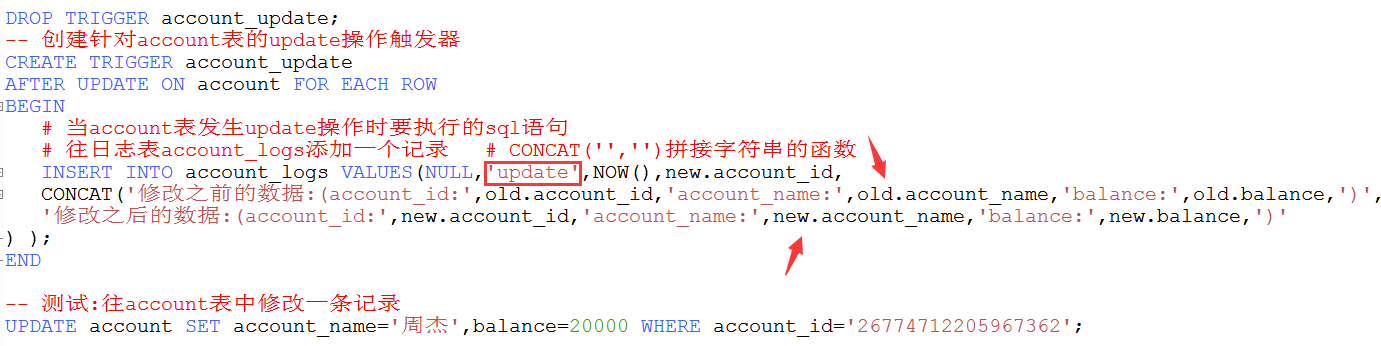 DROP TRIGGER account_update;
-- 创建针对account表的update操作触发器
CREATE TRIGGER account_update
AFTER UPDATE ON account FOR EACH ROW
BEGIN
# 当account表发生update操作时要执行的sql语句
# 往日志表account_logs添加一个记录 # CONCAT('','')拼接字符串的函数
INSERT INTO account_logs VALUES(NULL,'update',NOW(),new.account_id,
CONCAT('修改之前的数据:(account_id:',old.account_id,'account_name:',old.account_name,'balance:',old.balance,')',
'修改之后的数据:(account_id:',new.account_id,'account_name:',new.account_name,'balance:',new.balance,')'
) );
END
-- 测试:往account表中修改一条记录
UPDATE account SET account_name='周杰',balance=20000 WHERE account_id='26774712205967362';